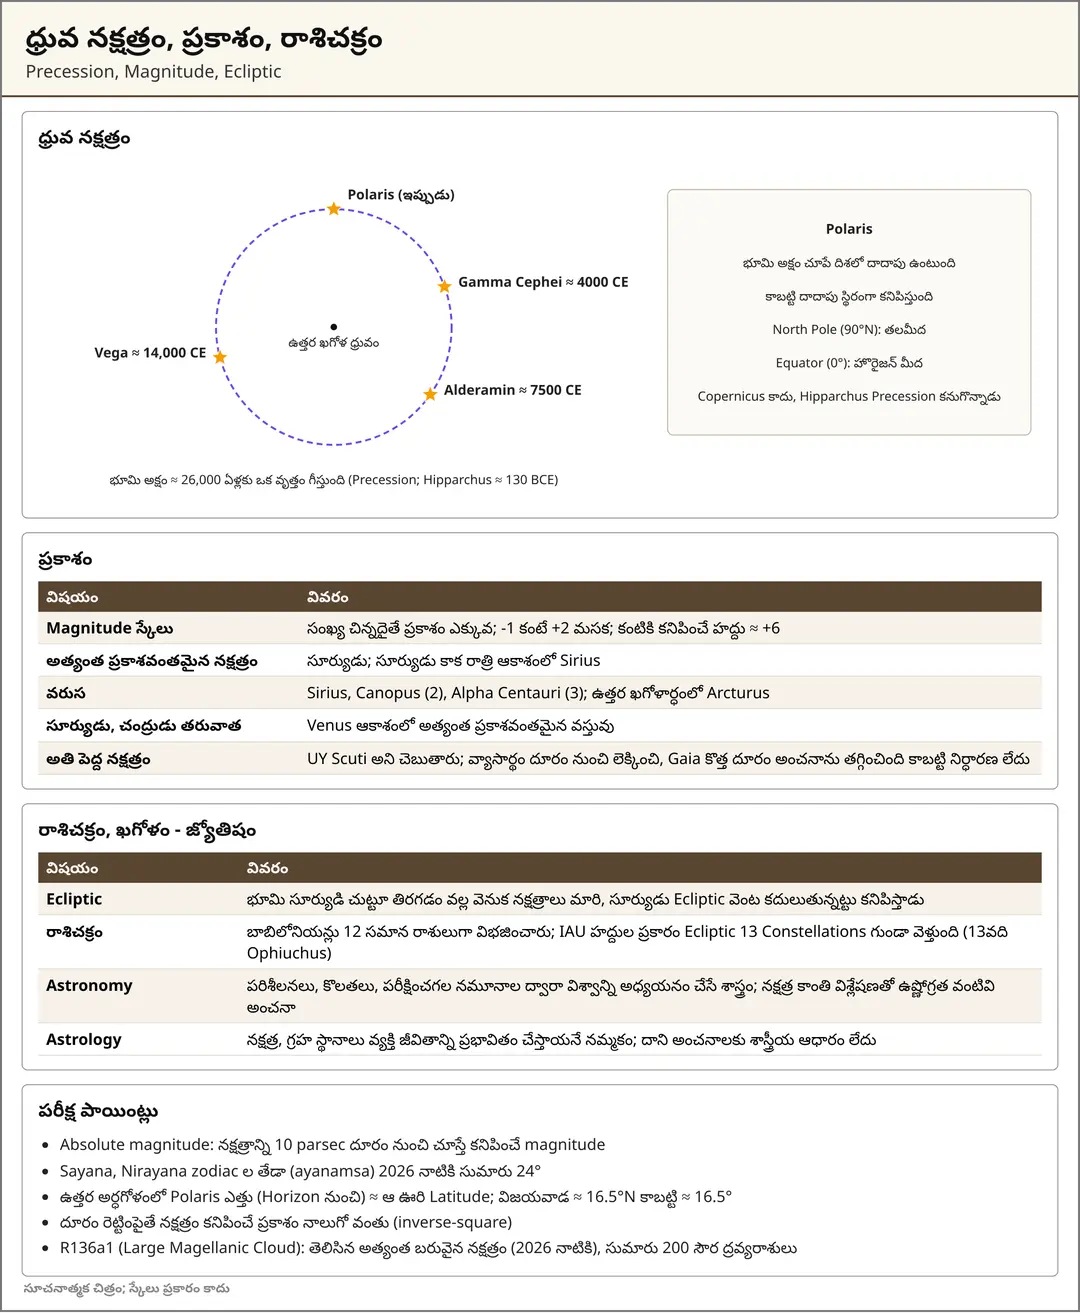 ధ్రువ నక్షత్రం, ప్రకాశం, రాశిచక్రం
Precession, Magnitude, Ecliptic
ధ్రువ నక్షత్రం
Polaris (ఇప్పుడు)
Gamma Cephei ≈ 4000 CE
ఉత్తర ఖగోళ ధ్రువం
Vega ≈ 14,000 CE
Alderamin ≈ 7500 CE
భూమి అక్షం ≈ 26,000 ఏళ్లకు ఒక వృత్తం గీస్తుంది (Precession; Hipparchus ≈ 130 BCE)
Polaris
భూమి అక్షం చూపే దిశలో దాదాపు ఉంటుంది
కాబట్టి దాదాపు స్థిరంగా కనిపిస్తుంది
North Pole (90°N): తలమీద
Equator (0°): హొరైజన్ మీద
Copernicus కాదు, Hipparchus Precession కనుగొన్నాడు
ప్రకాశం
విషయం వివరం
Magnitude స్కేలు సంఖ్య చిన్నదైతే ప్రకాశం ఎక్కువ; -1 కంటే +2 మసక; కంటికి కనిపించే హద్దు ≈ +6
అత్యంత ప్రకాశవంతమైన నక్షత్రం సూర్యుడు; సూర్యుడు కాక రాత్రి ఆకాశంలో Sirius
వరుస Sirius, Canopus (2), Alpha Centauri (3); ఉత్తర ఖగోళార్ధంలో Arcturus
సూర్యుడు, చంద్రుడు తరువాత Venus ఆకాశంలో అత్యంత ప్రకాశవంతమైన వస్తువు
అతి పెద్ద నక్షత్రం UY Scuti అని చెబుతారు; వ్యాసార్థం దూరం నుంచి లెక్కించి, Gaia కొత్త దూరం అంచనాను తగ్గించింది కాబట్టి నిర్ధారణ లేదు
రాశిచక్రం, ఖగోళం - జ్యోతిషం
విషయం వివరం
Ecliptic భూమి సూర్యుడి చుట్టూ తిరగడం వల్ల వెనుక నక్షత్రాలు మారి, సూర్యుడు Ecliptic వెంట కదులుతున్నట్టు కనిపిస్తాడు
రాశిచక్రం బాబిలోనియన్లు 12 సమాన రాశులుగా విభజించారు; IAU హద్దుల ప్రకారం Ecliptic 13 Constellations గుండా వెళ్తుంది (13వది
Ophiuchus)
Astronomy పరిశీలనలు, కొలతలు, పరీక్షించగల నమూనాల ద్వారా విశ్వాన్ని అధ్యయనం చేసే శాస్త్రం; నక్షత్ర కాంతి విశ్లేషణతో ఉష్ణోగ్రత వంటివి
అంచనా
Astrology నక్షత్ర, గ్రహ స్థానాలు వ్యక్తి జీవితాన్ని ప్రభావితం చేస్తాయనే నమ్మకం; దాని అంచనాలకు శాస్త్రీయ ఆధారం లేదు
పరీక్ష పాయింట్లు
• Absolute magnitude: నక్షత్రాన్ని 10 parsec దూరం నుంచి చూస్తే కనిపించే magnitude
• Sayana, Nirayana zodiac ల తేడా (ayanamsa) 2026 నాటికి సుమారు 24°
• ఉత్తర అర్ధగోళంలో Polaris ఎత్తు (Horizon నుంచి) ≈ ఆ ఊరి Latitude; విజయవాడ ≈ 16.5°N కాబట్టి ≈ 16.5°
• దూరం రెట్టింపైతే నక్షత్రం కనిపించే ప్రకాశం నాలుగో వంతు (inverse-square)
• R136a1 (Large Magellanic Cloud): తెలిసిన అత్యంత బరువైన నక్షత్రం (2026 నాటికి), సుమారు 200 సౌర ద్రవ్యరాశులు
సూచనాత్మక చిత్రం; స్కేలు ప్రకారం కాదు